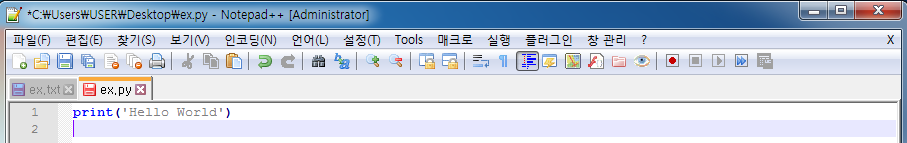 *C:₩Users₩USER₩Desktop₩ex.py - Notepad++ [Administrator]
파일(F) 편집(E) 찾기(S) 보기(V) 인코딩(N) 언어(L) 설정(T) Tools 매크로 실행 플러그인 창 관리 ? X
ex.txt ex.py
1 print('Hello World')
2